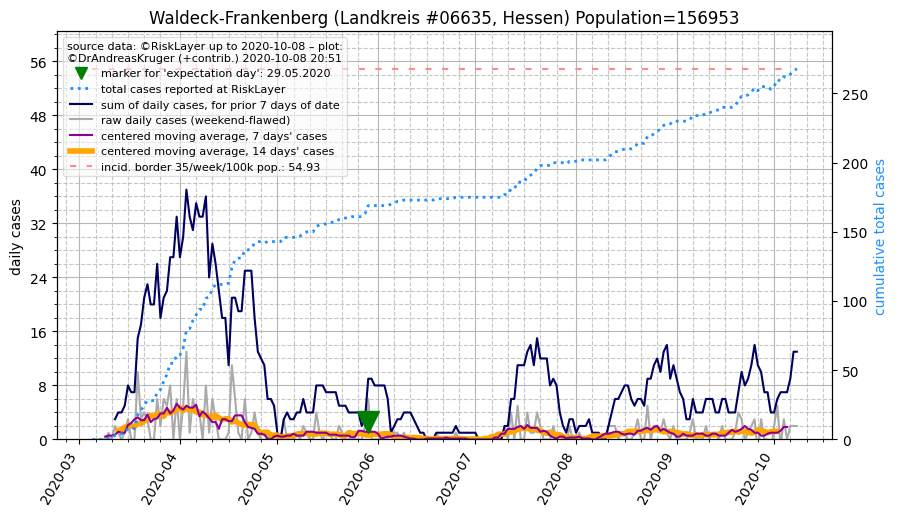 Waldeck-Frankenberg (Landkreis #06635, Hessen) Population=156953
source data: ©RiskLayer up to 2020-10-08 – plot:
©DrAndreasKruger (+contrib.) 2020-10-08 20:51
marker for 'expectation day': 29.05.2020
total cases reported at RiskLayer
sum of daily cases, for prior 7 days of date
raw daily cases (weekend-flawed)
centered moving average, 7 days' cases
centered moving average, 14 days' cases
incid. border 35/week/100k pop.: 54.93
daily cases
56
48
40
32
24
16
8
0
250
200
150
100
50
0
cumulative total cases
2020-03
2020-04
2020-05
2020-06
2020-07
2020-08
2020-09
2020-10